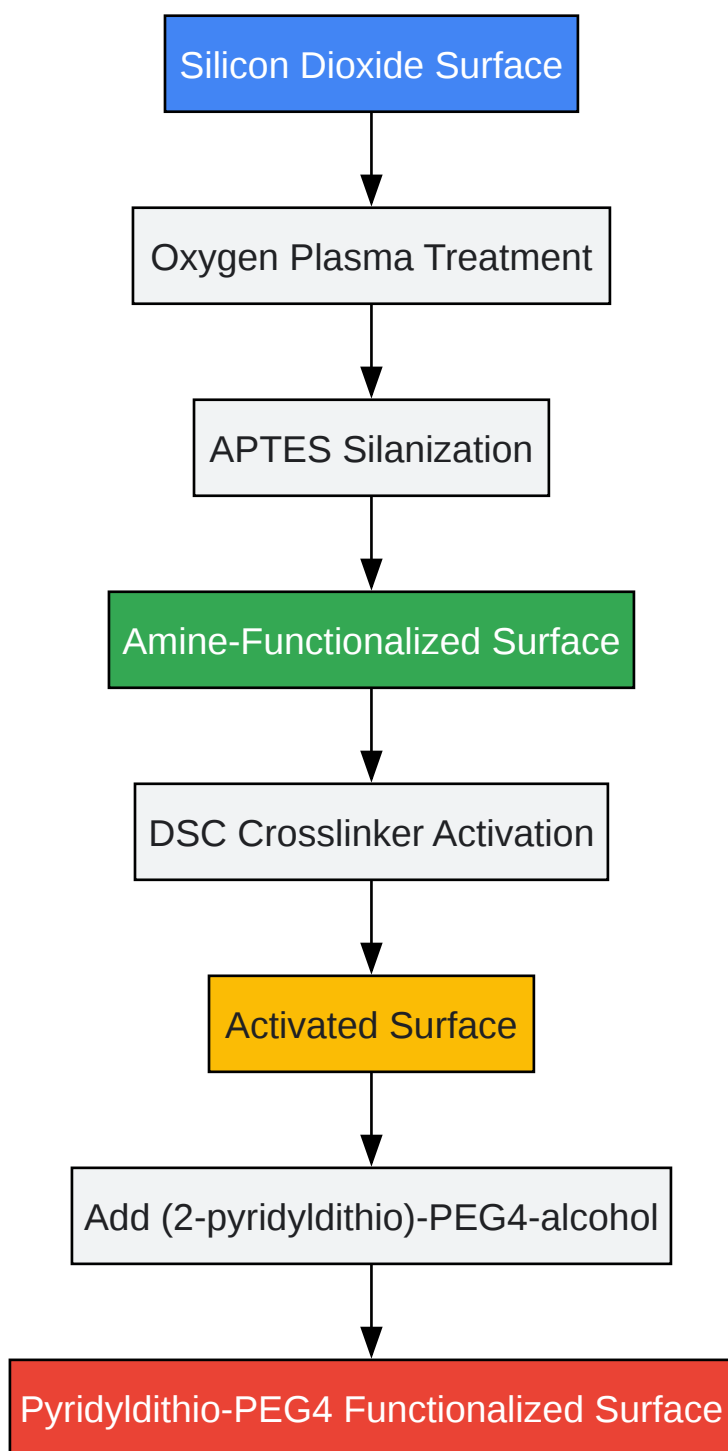 Silicon Dioxide Surface
Oxygen Plasma Treatment
APTES Silanization
Amine-Functionalized Surface
DSC Crosslinker Activation
Activated Surface
Add (2-pyridyldithio)-PEG4-alcohol
Pyridyldithio-PEG4 Functionalized Surface